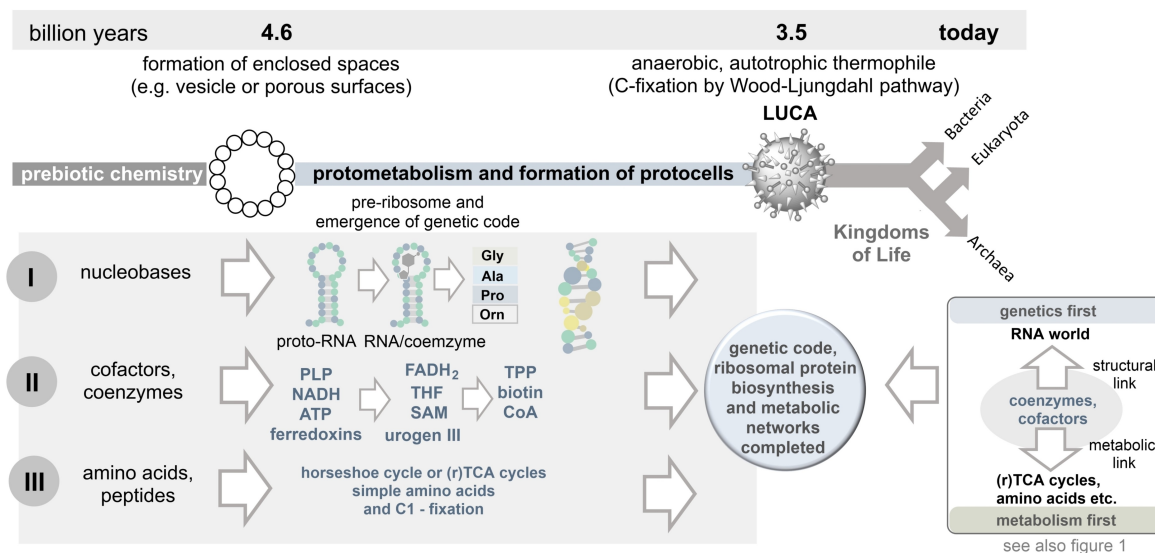 billion years 4.6 3.5 today
formation of enclosed spaces
(e.g. vesicle or porous surfaces)
anaerobic, autotrophic thermophile
(C-fixation by Wood-Ljungdahl pathway)
LUCA
Bacteria
Eukaryota
Archaea
Kingdoms
of Life
prebiotic chemistry
protometabolism and formation of protocells
pre-ribosome and
emergence of genetic code
I
nucleobases
proto-RNA
RNA/coemzyme
Gly
Ala
Pro
Orn
II
cofactors,
coenzymes
PLP
NADH
ATP
ferredoxins
FADH₂
THF
SAM
urogen III
TPP
biotin
CoA
III
amino acids,
peptides
horseshoe cycle or (r)TCA cycles
simple amino acids
and C1 - fixation
genetic code,
ribosomal protein
biosynthesis
and metabolic
networks
completed
genetics first
RNA world
structural
link
coenzymes,
cofactors
metabolic
link
(r)TCA cycles,
amino acids etc.
metabolism first
see also figure 1